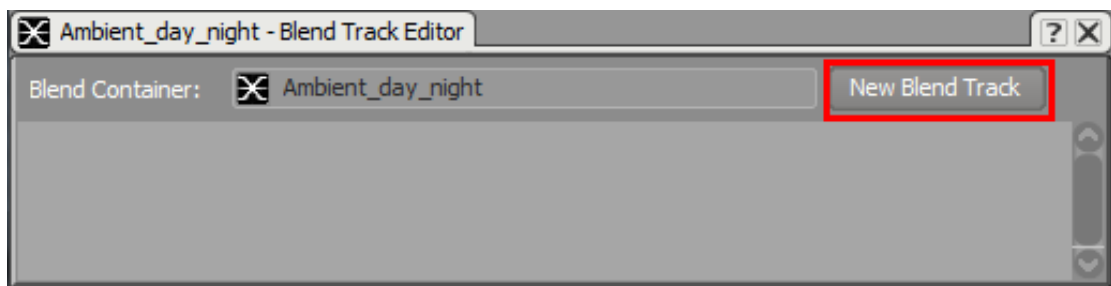 Ambient_day_night - Blend Track Editor
?
Blend Container: Ambient_day_night New Blend Track